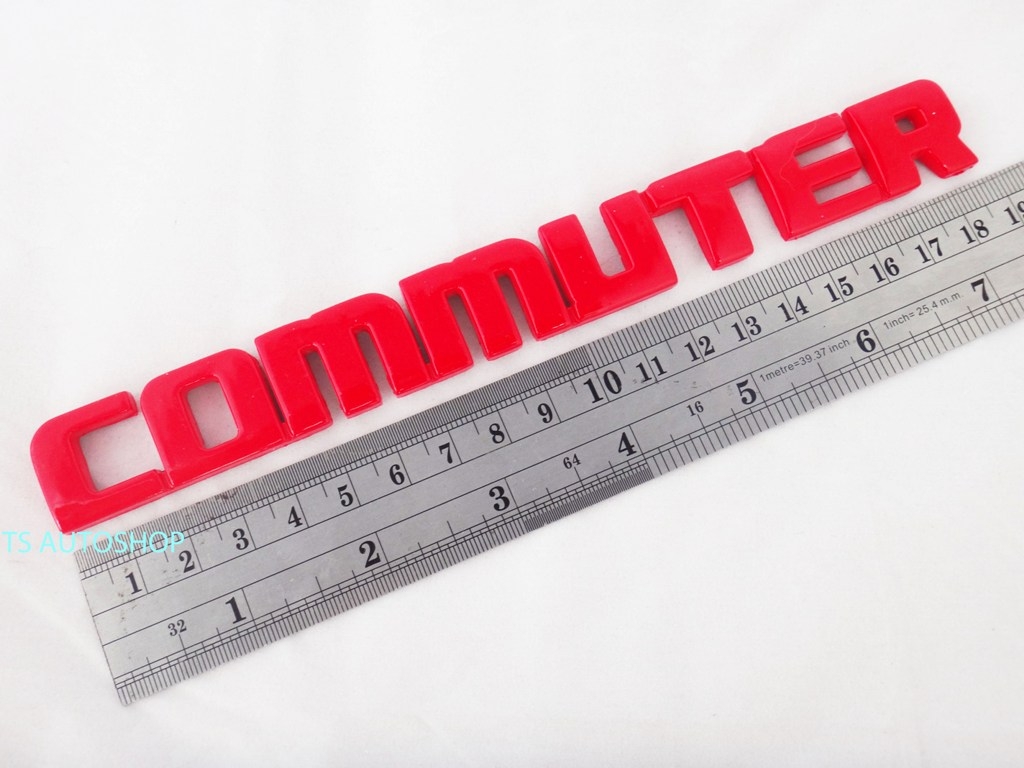 COMMUTER
TS AUTOSHOP
1 2 3 4 5 6 7 8 9 10 11 12 13 14 15 16 17 18 19
1metre=39.37 inch 1inch= 25.4 m.m.
32 1 2 3 64 4 16 5 6 7